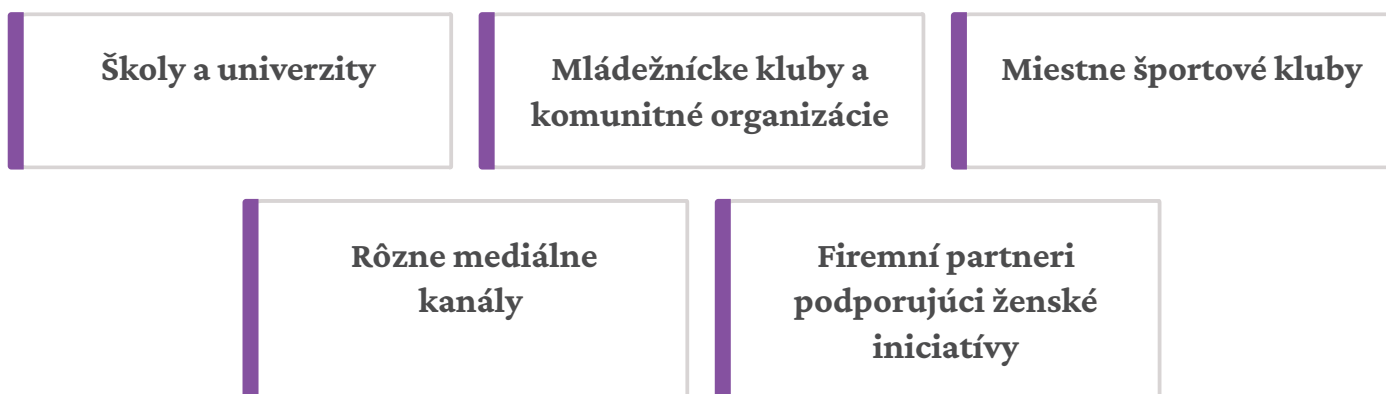 Školy a univerzity
Mládežnícke kluby a
komunitné organizácie
Miestne športové kluby
Rôzne mediálne
kanály
Firemní partneri
podporujúci ženské
iniciatívy